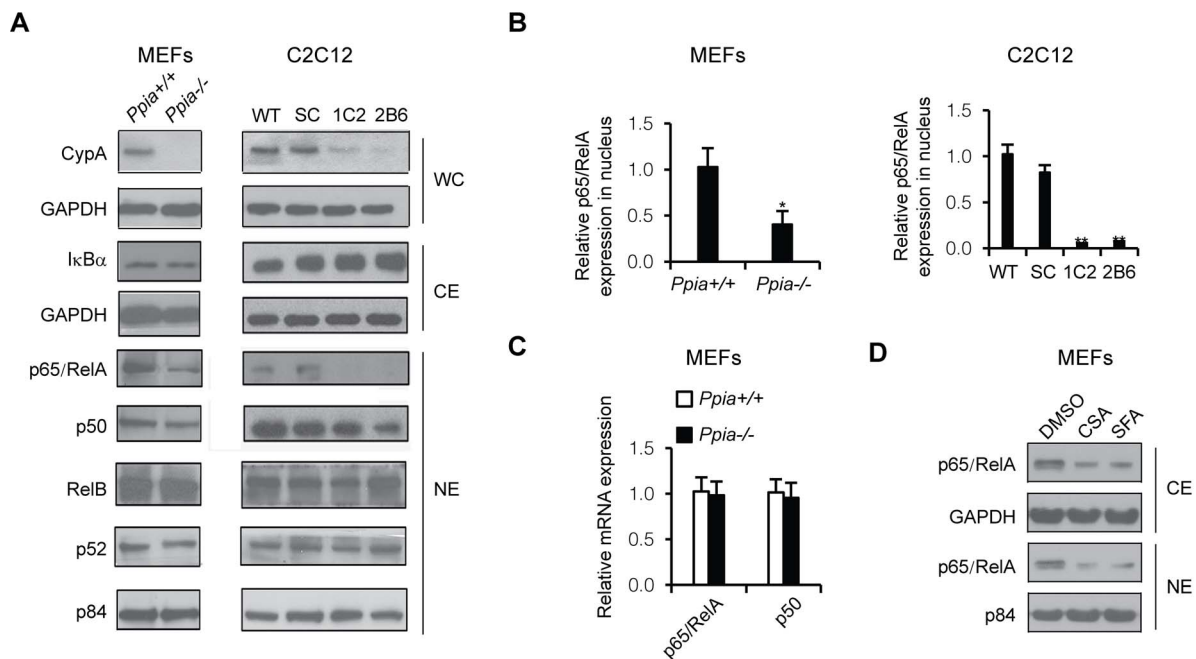 A
MEFs
C2C12
Ppia+/+
Ppia-/-
WT SC 1C2 2B6
CypA
GAPDH
WC
IκBα
GAPDH
CE
p65/RelA
p50
RelB
p52
p84
NE
B
MEFs
Relative p65/RelA
expression in nucleus
1.5
1.0
0.5
0.0
*
Ppia+/+ Ppia-/-
C2C12
Relative p65/RelA
expression in nucleus
1.5
1.0
0.5
0.0
** **
WT SC 1C2 2B6
C
MEFs
Ppia+/+
Ppia-/-
Relative mRNA expression
1.5
1.0
0.5
0.0
p65/RelA
p50
D
MEFs
DMSO
CSA
SFA
p65/RelA
GAPDH
CE
p65/RelA
p84
NE